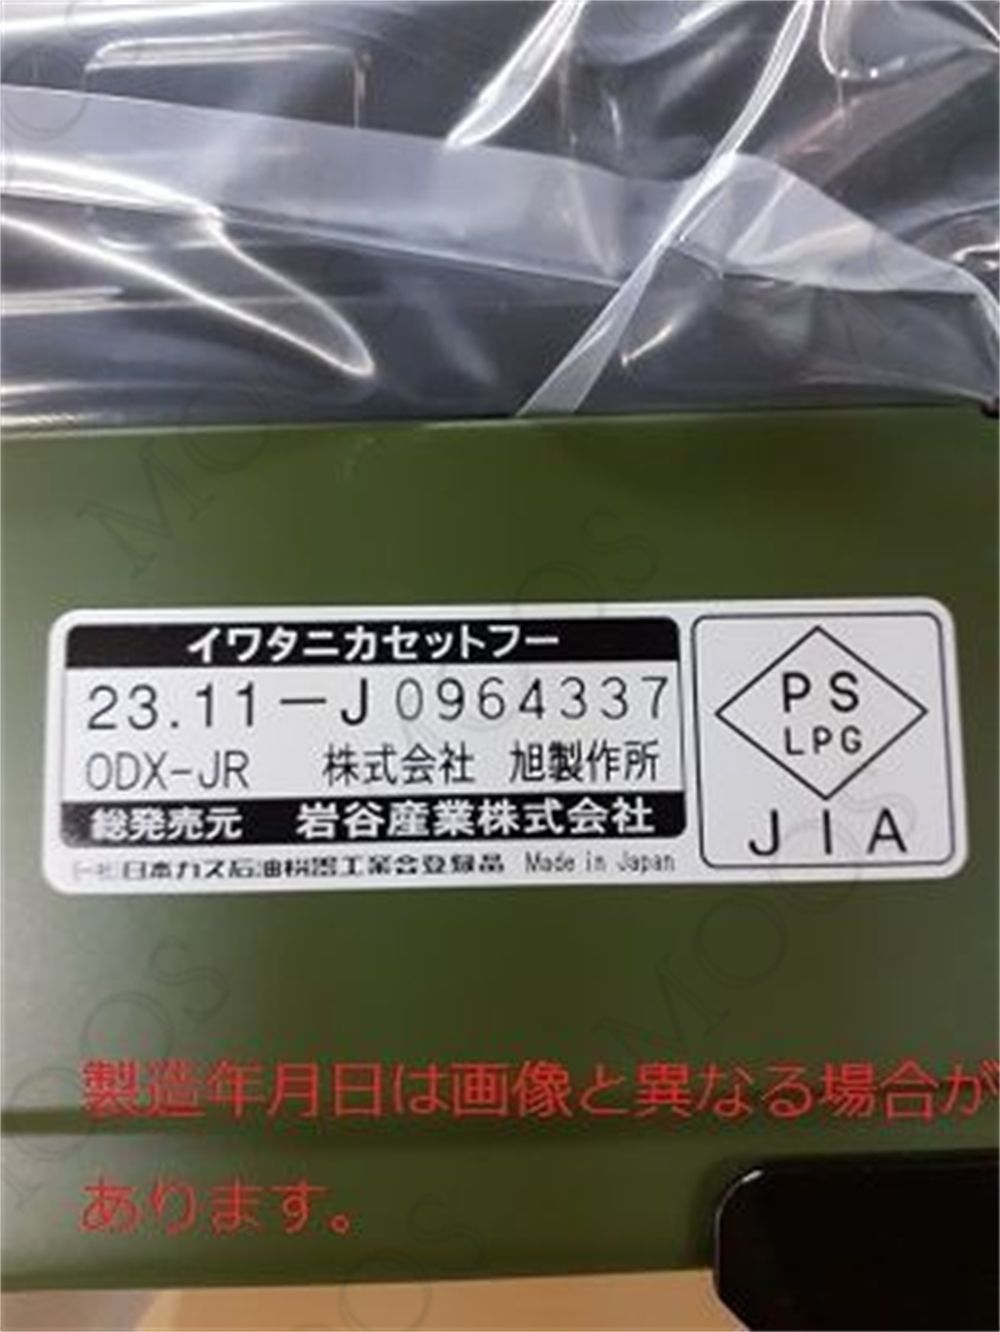 イワタニカセットフー
23.11－J 0964337
ODX-JR 株式会社 旭製作所
総発売元 岩谷産業株式会社
(一社)日本ガス石油機器工業会登録品 Made in Japan
PS
LPG
JIA
製造年月日は画像と異なる場合が
あります。
MOOS
MOOS
MOOS
MOOS